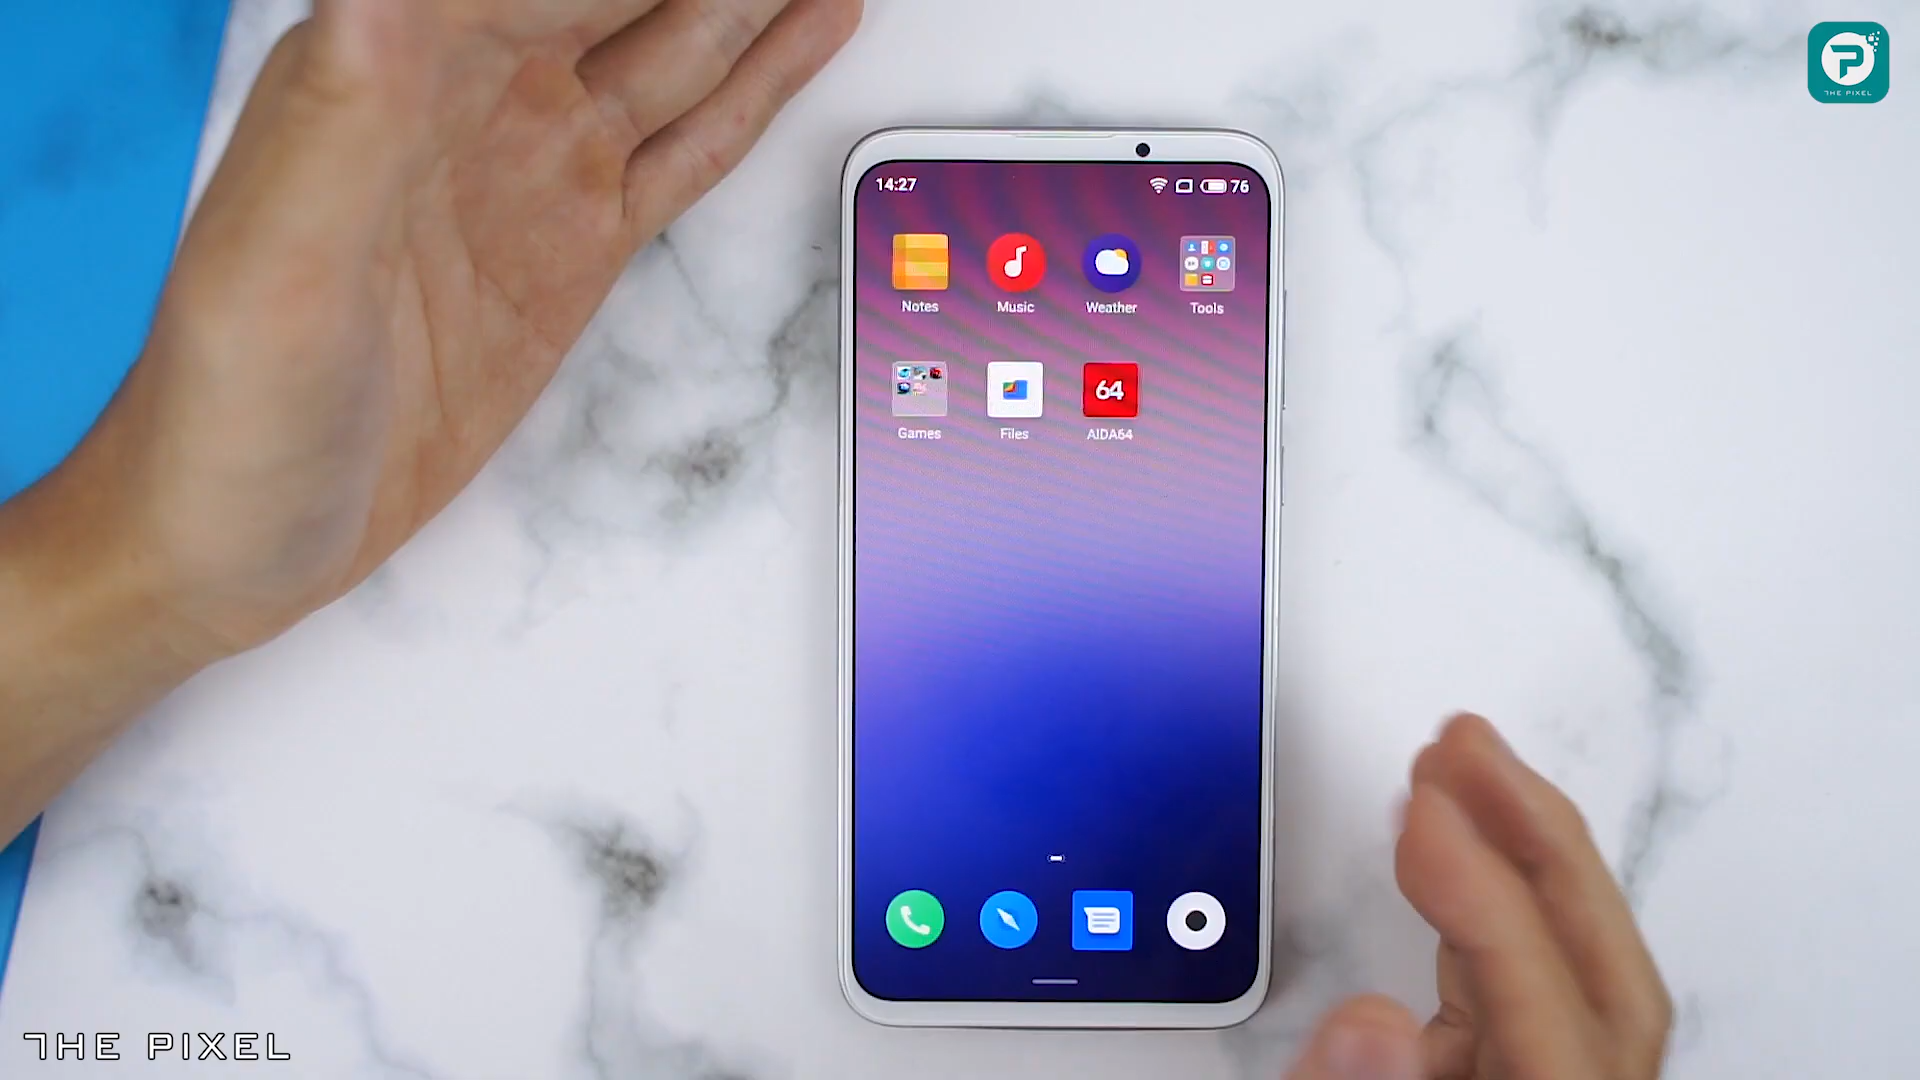 THE PIXEL
14:27
76
Notes
Music
Weather
Tools
64
Games
Files
AIDA64
THE PIXEL